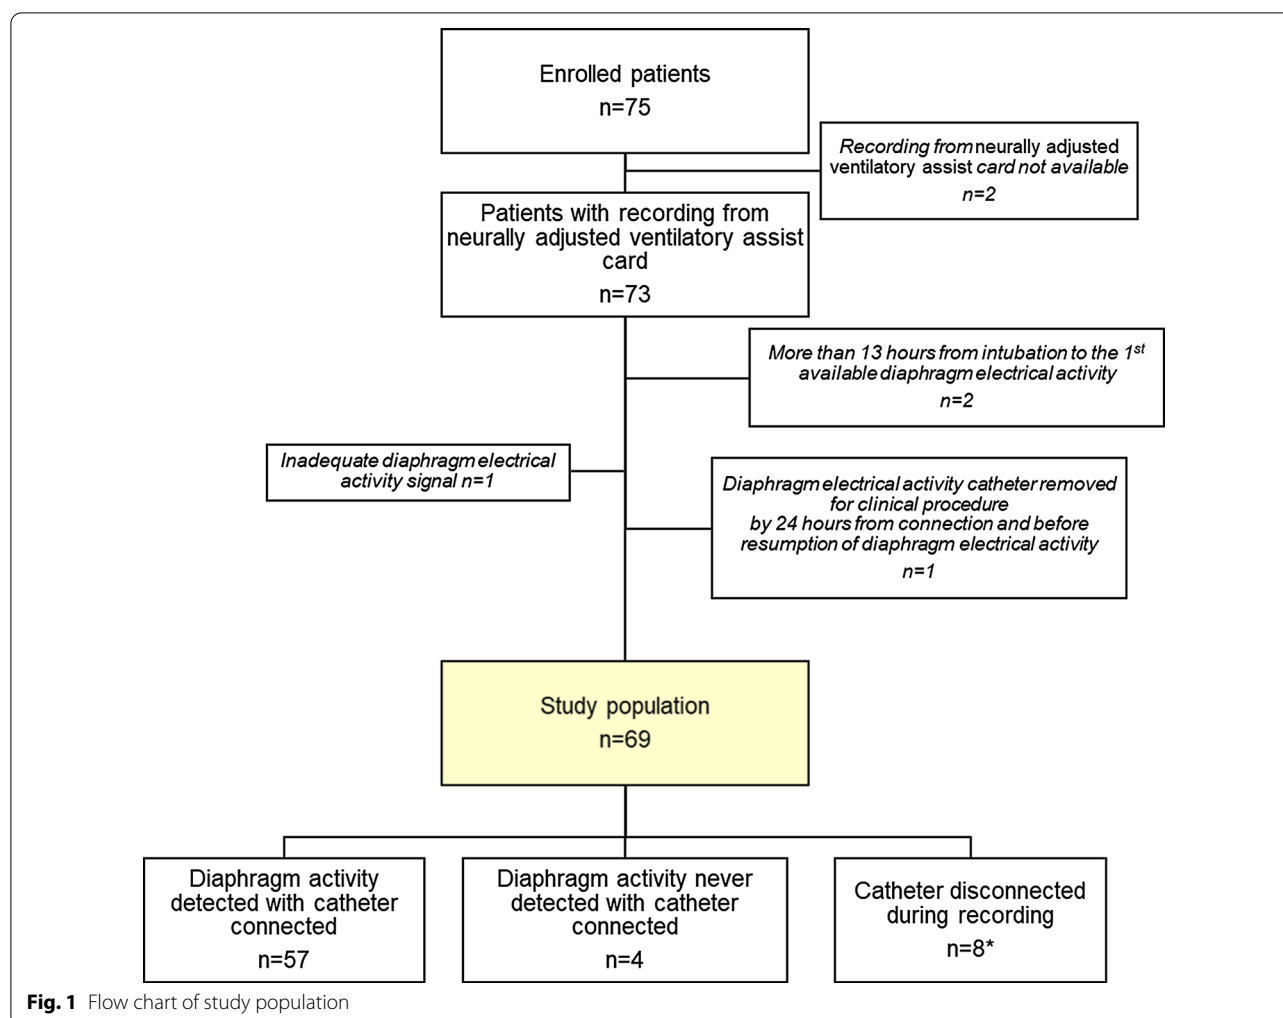 Enrolled patients
n=75
Recording from neurally adjusted
ventilatory assist card not available
n=2
Patients with recording from
neurally adjusted ventilatory assist
card
n=73
More than 13 hours from intubation to the 1st
available diaphragm electrical activity
n=2
Inadequate diaphragm electrical
activity signal n=1
Diaphragm electrical activity catheter removed
for clinical procedure
by 24 hours from connection and before
resumption of diaphragm electrical activity
n=1
Study population
n=69
Diaphragm activity
detected with catheter
connected
n=57
Diaphragm activity never
detected with catheter
connected
n=4
Catheter disconnected
during recording
n=8*
Fig. 1 Flow chart of study population